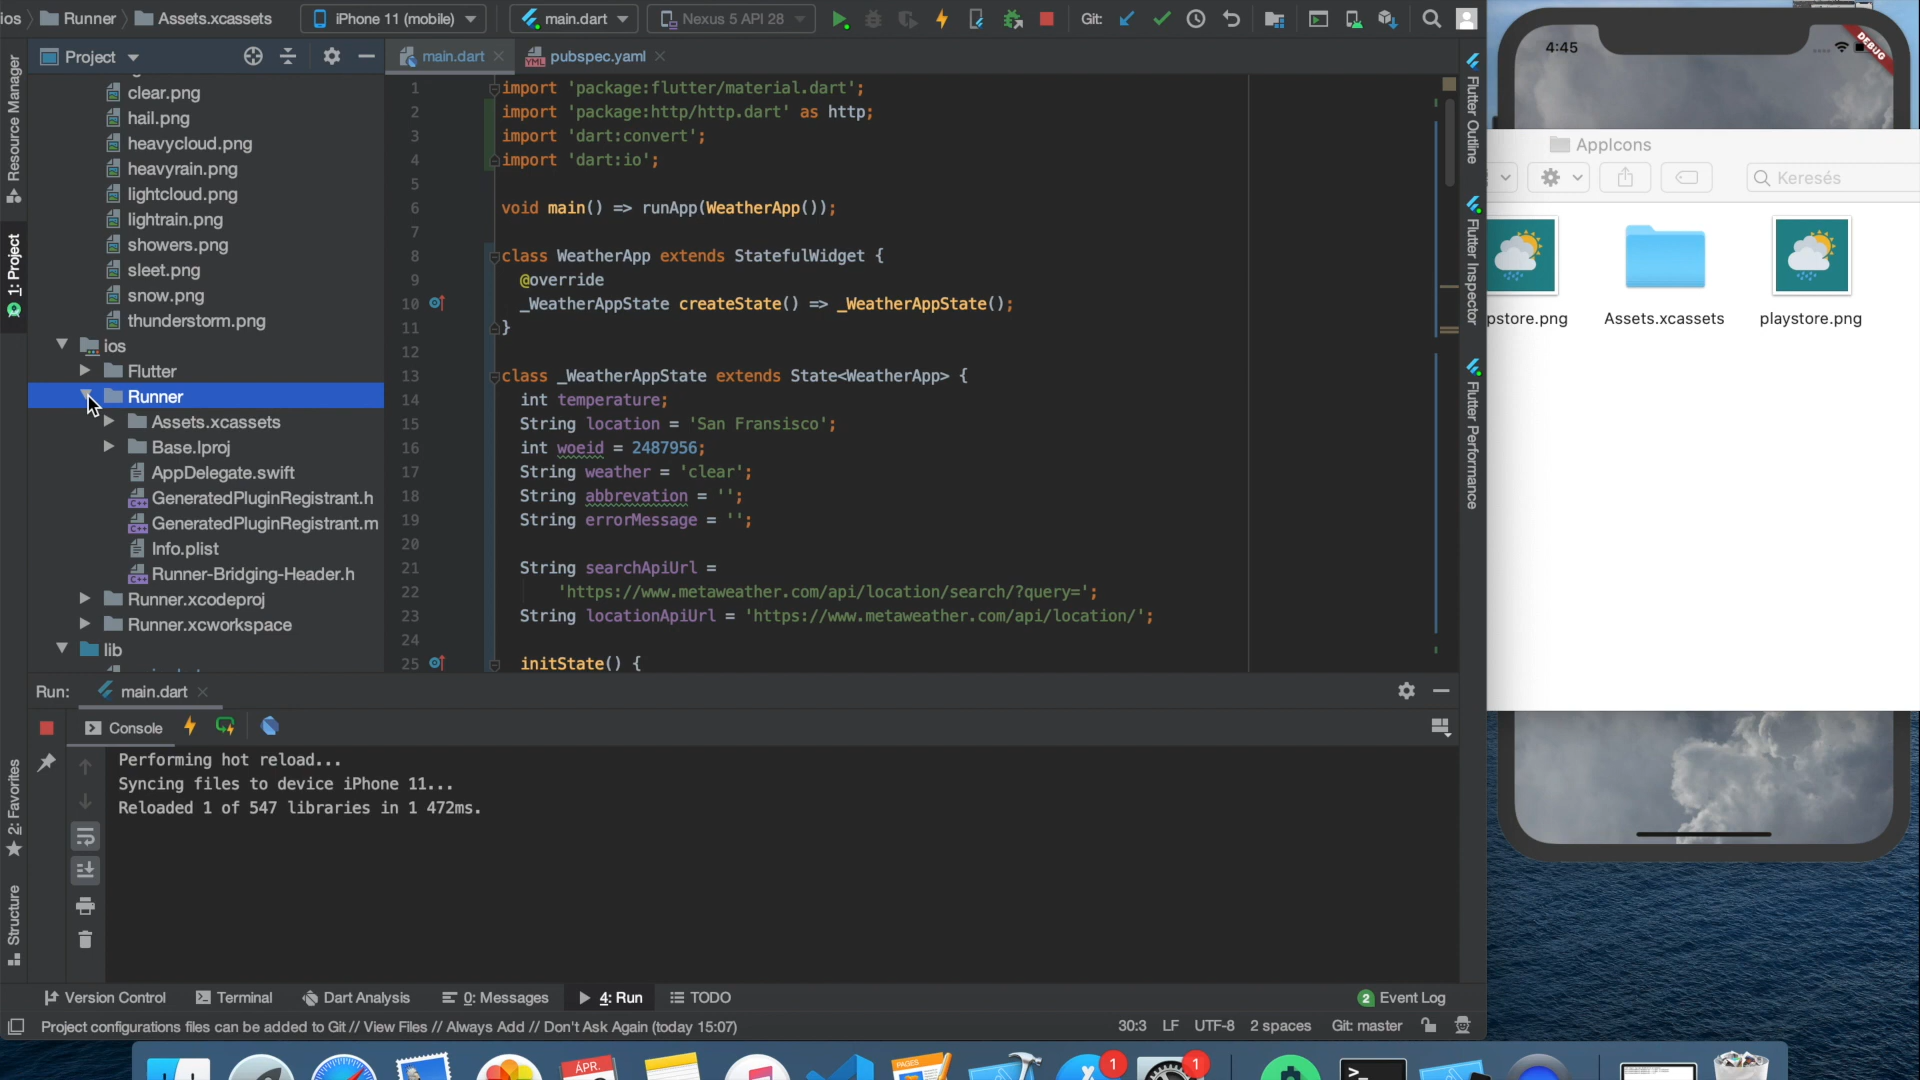 ios Runner Assets.xcassets iPhone 11 (mobile) main.dart Nexus 5 API 28 Git:
Project
main.dart
pubspec.yaml
Resource Manager
1: Project
2: Favorites
Structure
clear.png
hail.png
heavycloud.png
heavyrain.png
lightcloud.png
lightrain.png
showers.png
sleet.png
snow.png
thunderstorm.png
ios
Flutter
Runner
Assets.xcassets
Base.lproj
AppDelegate.swift
GeneratedPluginRegistrant.h
GeneratedPluginRegistrant.m
Info.plist
Runner-Bridging-Header.h
Runner.xcodeproj
Runner.xcworkspace
lib
1 import 'package:flutter/material.dart';
2 import 'package:http/http.dart' as http;
3 import 'dart:convert';
4 import 'dart:io';
5
6 void main() => runApp(WeatherApp());
7
8 class WeatherApp extends StatefulWidget {
9 @override
10 _WeatherAppState createState() => _WeatherAppState();
11 }
12
13 class _WeatherAppState extends State<WeatherApp> {
14 int temperature;
15 String location = 'San Fransisco';
16 int woeid = 2487956;
17 String weather = 'clear';
18 String abbrevation = '';
19 String errorMessage = '';
20
21 String searchApiUrl =
22 'https://www.metaweather.com/api/location/search/?query=';
23 String locationApiUrl = 'https://www.metaweather.com/api/location/';
24
25 initState() {
Flutter Outline
Flutter Inspector
Flutter Performance
4:45
DEBUG
AppIcons
Keresés
pstore.png
Assets.xcassets
playstore.png
Run: main.dart
Console
Performing hot reload...
Syncing files to device iPhone 11...
Reloaded 1 of 547 libraries in 1 472ms.
Version Control Terminal Dart Analysis 0: Messages 4: Run TODO 2 Event Log
Project configurations files can be added to Git // View Files // Always Add // Don't Ask Again (today 15:07) 30:3 LF UTF-8 2 spaces Git: master
ÁPR.
1
1